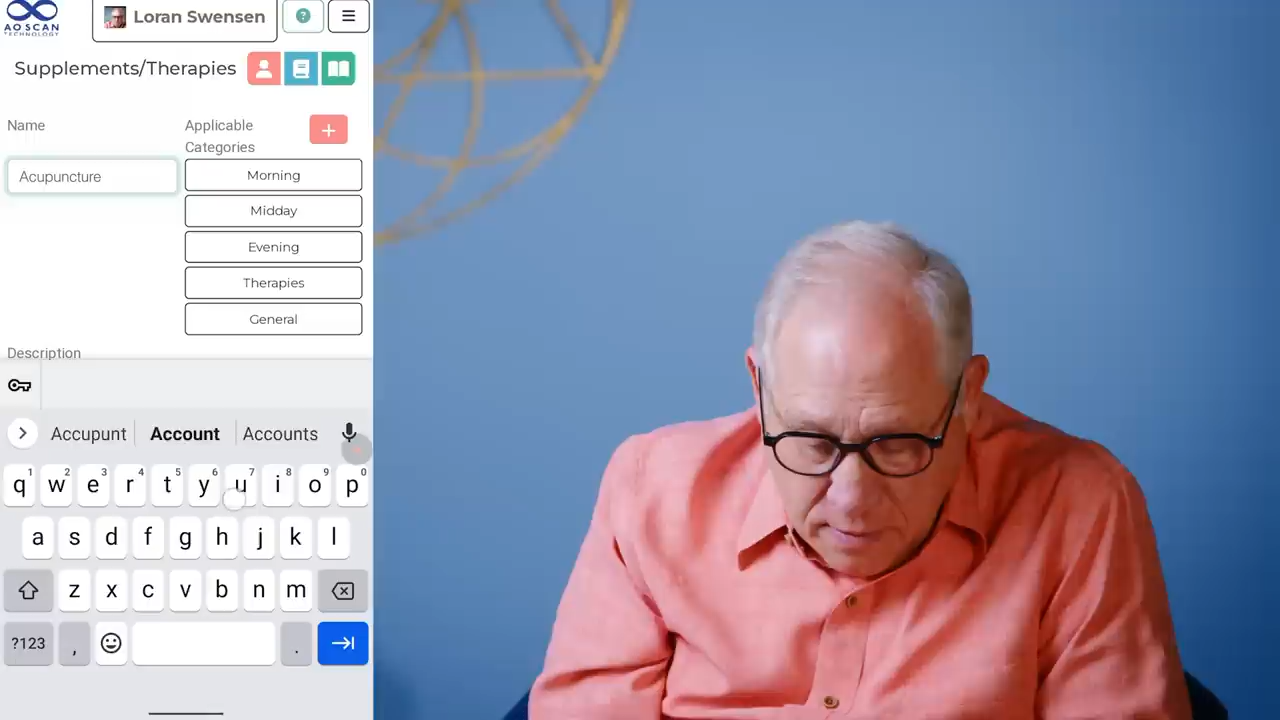 AO SCAN
TECHNOLOGY
Loran Swensen
?
Supplements/Therapies
Name
Applicable
Categories
+
Acupuncture
Morning
Midday
Evening
Therapies
General
Description
Accupunt Account Accounts
1 2 3 4 5 6 7 8 9 0
q w e r t y u i o p
a s d f g h j k l
z x c v b n m
?123 , .